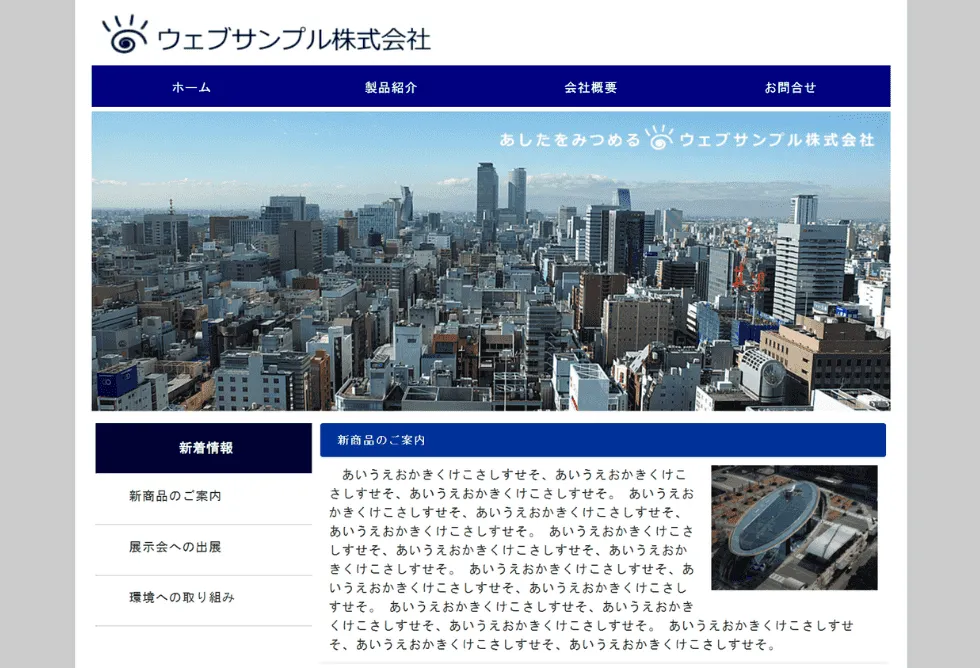 ウェブサンプル株式会社
ホーム 製品紹介 会社概要 お問合せ
あしたをみつめる ウェブサンプル株式会社
新着情報
新商品のご案内
展示会への出展
環境への取り組み
新商品のご案内
あいうえおかきくけこさしすせそ、あいうえおかきくけこ
さしすせそ、あいうえおかきくけこさしすせそ。 あいうえお
かきくけこさしすせそ、あいうえおかきくけこさしすせそ、
あいうえおかきくけこさしすせそ。 あいうえおかきくけこさ
しすせそ、あいうえおかきくけこさしすせそ、あいうえおか
きくけこさしすせそ。 あいうえおかきくけこさしすせそ、あ
いうえおかきくけこさしすせそ、あいうえおかきくけこさし
すせそ。 あいうえおかきくけこさしすせそ、あいうえおかき
くけこさしすせそ、あいうえおかきくけこさしすせそ。 あいうえおかきくけこさしすせ
そ、あいうえおかきくけこさしすせそ、あいうえおかきくけこさしすせそ。